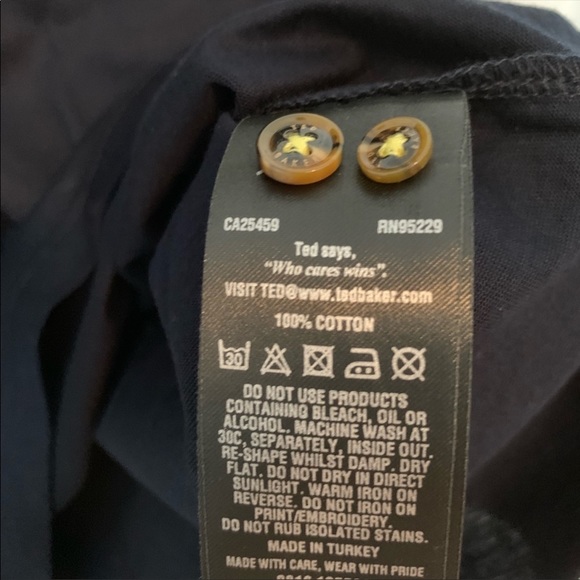 TED
BAKER
CA25459 RN95229
Ted says,
"Who cares wins".
VISIT TED@www.tedbaker.com
100% COTTON
30
DO NOT USE PRODUCTS
CONTAINING BLEACH, OIL OR
ALCOHOL. MACHINE WASH AT
30C, SEPARATELY, INSIDE OUT.
RE-SHAPE WHILST DAMP. DRY
FLAT. DO NOT DRY IN DIRECT
SUNLIGHT. WARM IRON ON
REVERSE. DO NOT IRON ON
PRINT/EMBROIDERY.
DO NOT RUB ISOLATED STAINS.
MADE IN TURKEY
MADE WITH CARE, WEAR WITH PRIDE